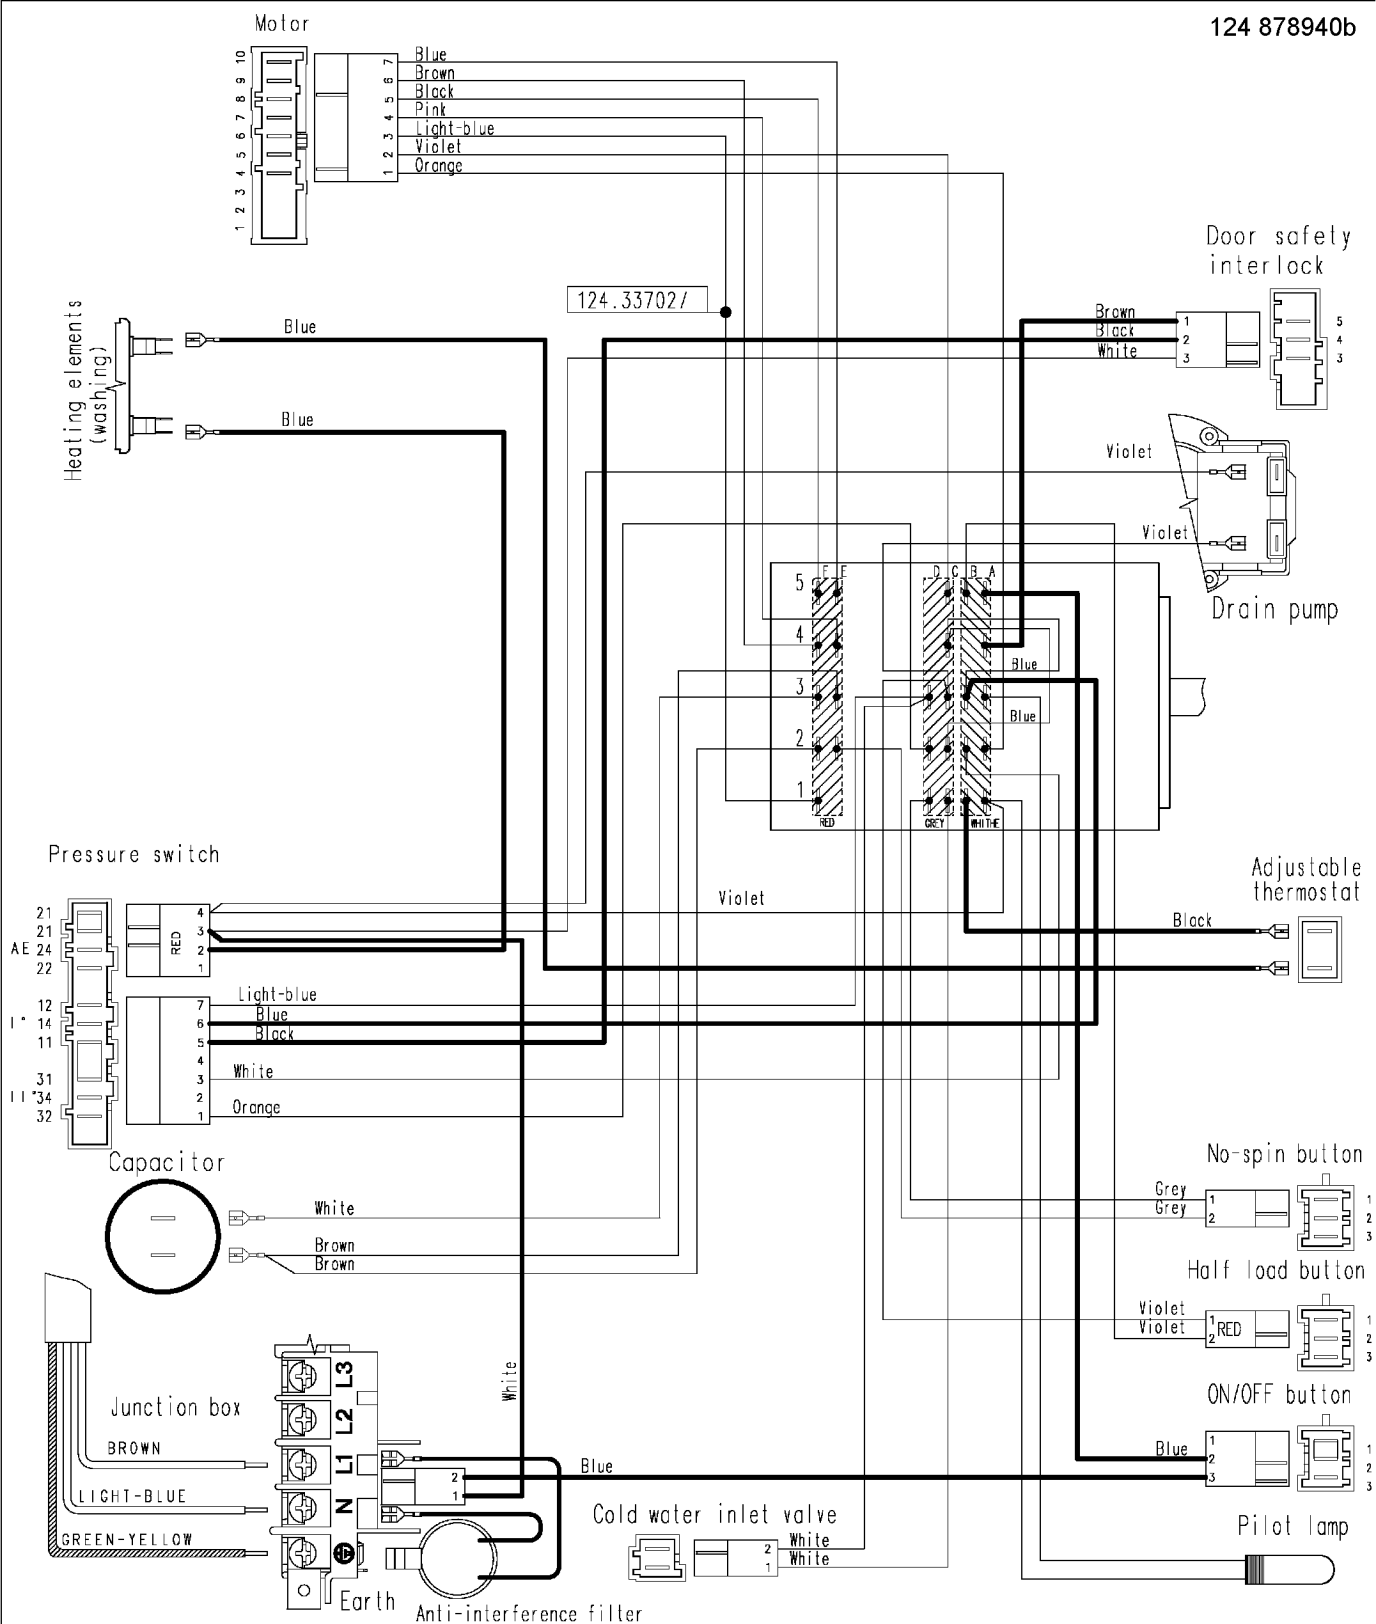 124 878940b
Motor
10
9
8
7
6
5
4
3
2
1
7 Blue
6 Brown
5 Black
4 Pink
3 Light-blue
2 Violet
1 Orange
Door safety
interlock
124.33702/
Heating elements
(washing)
Blue
Blue
Brown 1
Black 2
White 3
5
4
3
Violet
Violet
Drain pump
F E D C B A
5
4
3
2
1
Blue
Blue
RED
GREY
WHITHE
Pressure switch
21
21
AE 24
22
RED
4
3
2
1
Violet
Adjustable
thermostat
Black
12
I° 14
11
31
II°34
32
7 Light-blue
6 Blue
5 Black
4
3 White
2
1 Orange
Capacitor
White
Brown
Brown
No-spin button
Grey 1
Grey 2
1
2
3
Half load button
Violet 1
Violet 2
RED
1
2
3
ON/OFF button
1
Blue 2
3
1
2
3
White
Junction box
BROWN
LIGHT-BLUE
GREEN-YELLOW
L3
L2
L1
N
2
1
Blue
Earth
Anti-interference filter
Cold water inlet valve
2 White
1 White
Pilot lamp